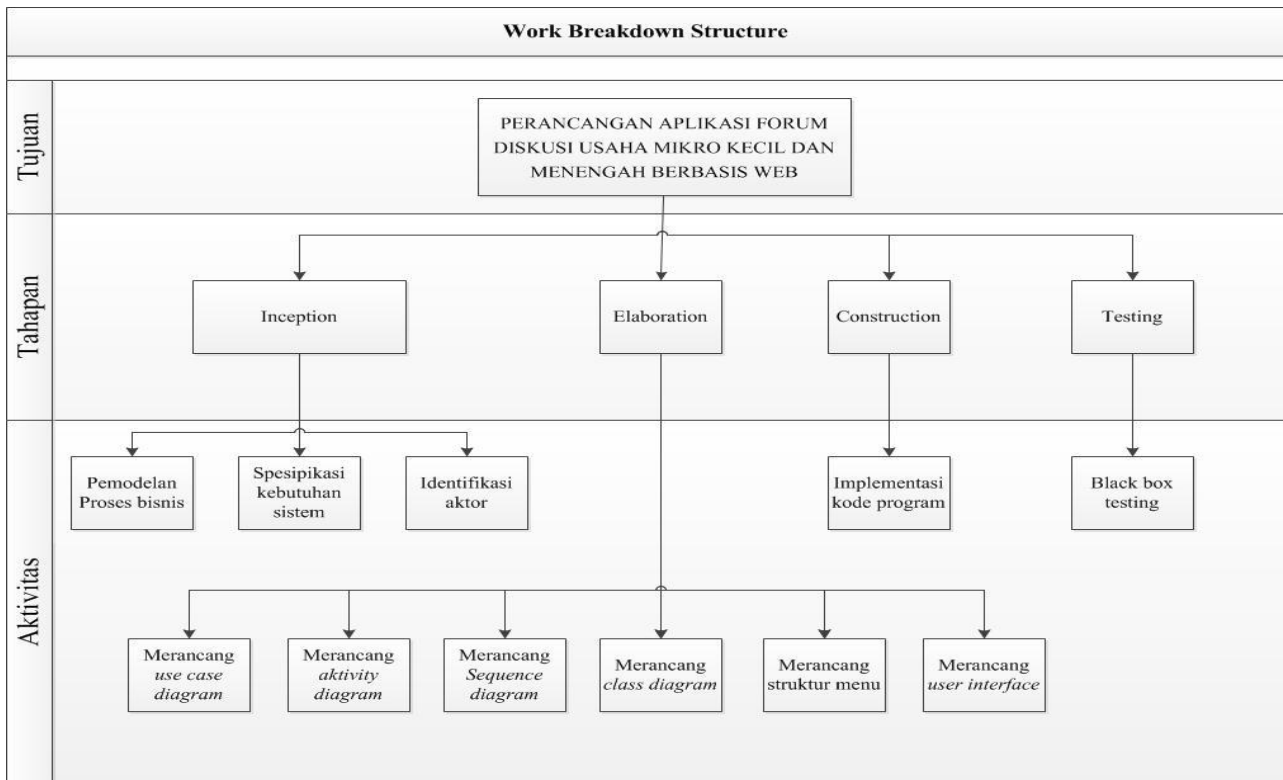 Work Breakdown Structure
Tujuan
PERANCANGAN APLIKASI FORUM
DISKUSI USAHA MIKRO KECIL DAN
MENENGAH BERBASIS WEB
Tahapan
Inception
Elaboration
Construction
Testing
Aktivitas
Pemodelan
Proses bisnis
Spesipikasi
kebutuhan
sistem
Identifikasi
aktor
Implementasi
kode program
Black box
testing
Merancang
use case
diagram
Merancang
aktivity
diagram
Merancang
Sequence
diagram
Merancang
class diagram
Merancang
struktur menu
Merancang
user interface